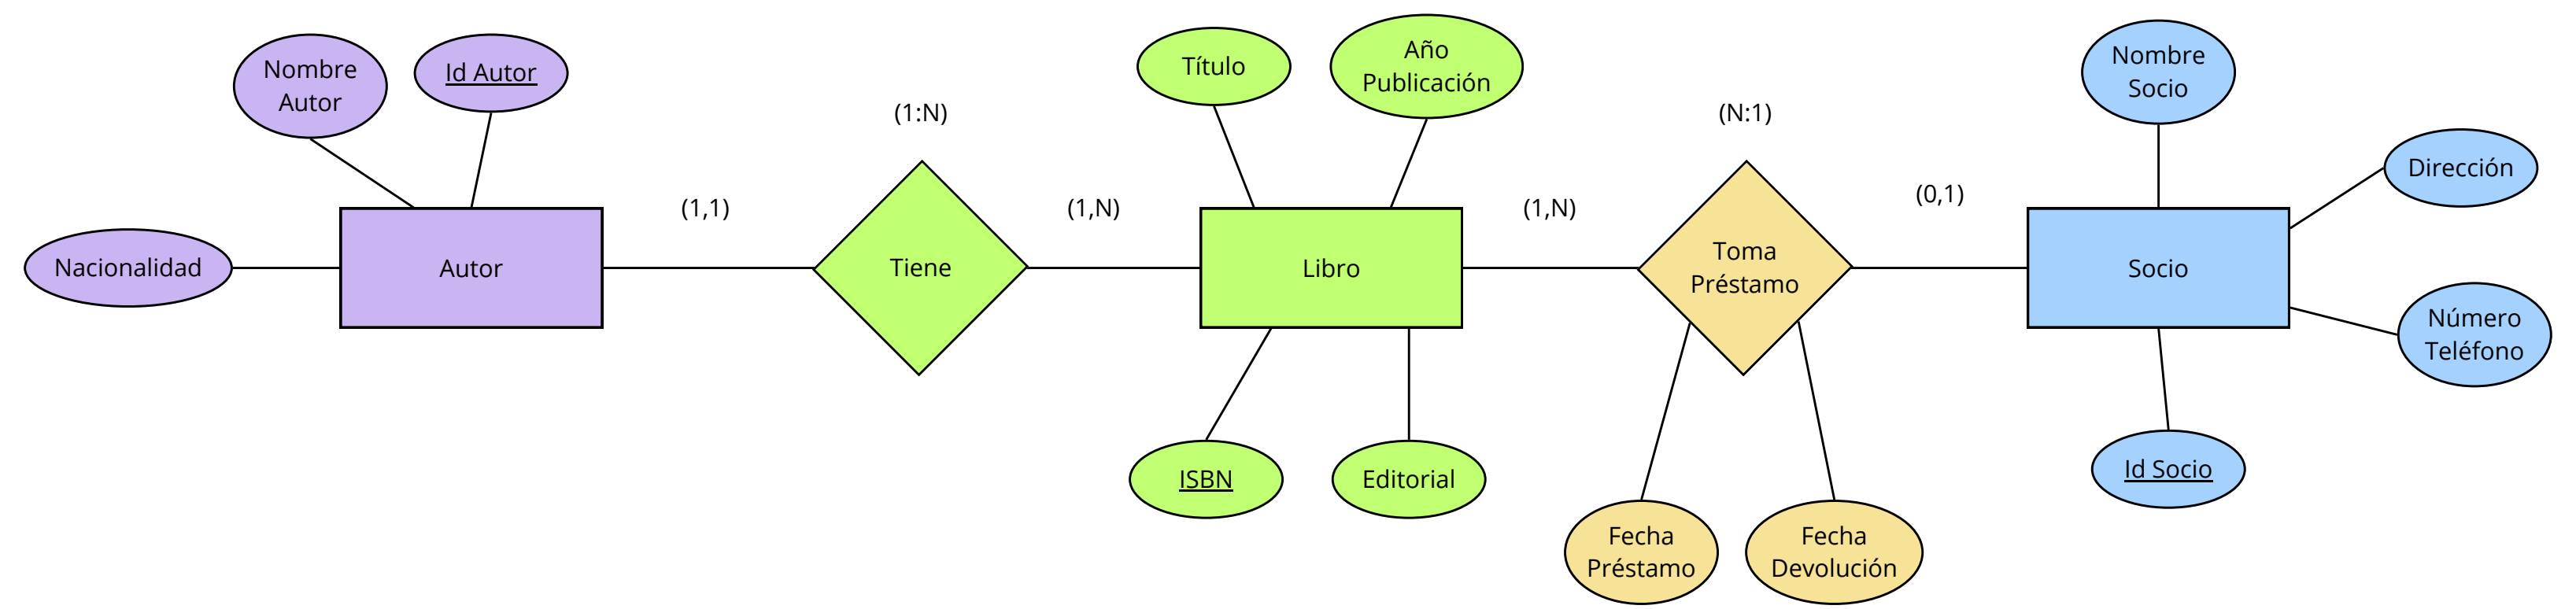 Nombre
Autor
Id Autor
Nacionalidad
Autor
(1,1)
(1:N)
Tiene
(1,N)
Título
Año
Publicación
Libro
ISBN
Editorial
(1,N)
(N:1)
Toma
Préstamo
Fecha
Préstamo
Fecha
Devolución
(0,1)
Nombre
Socio
Dirección
Socio
Número
Teléfono
Id Socio